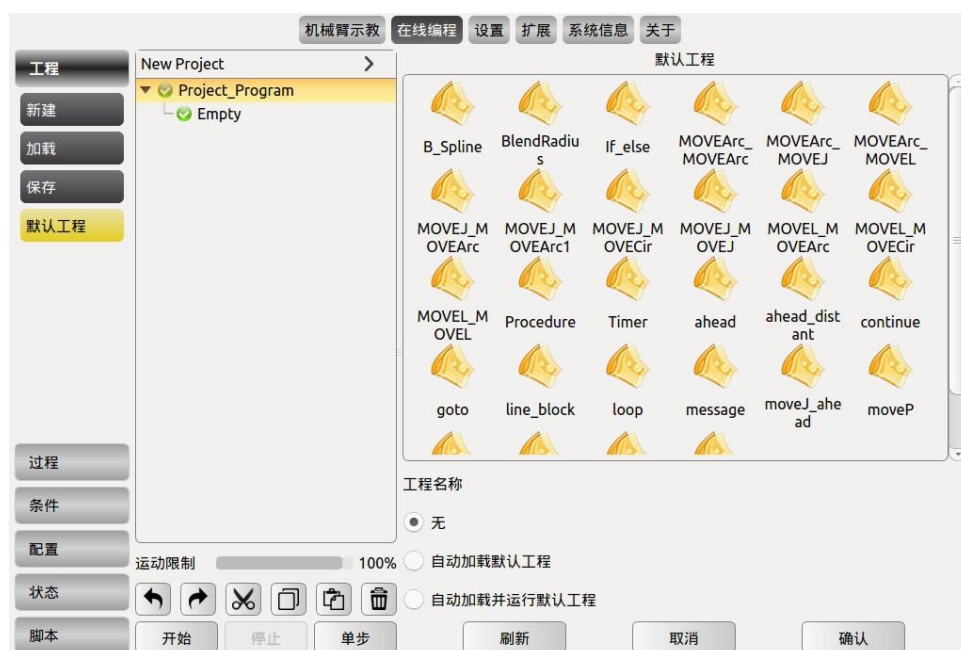 机械臂示教 在线编程 设置 扩展 系统信息 关于
工程
新建
加载
保存
默认工程
过程
条件
配置
状态
脚本
New Project
Project_Program
Empty
运动限制 100%
开始 停止 单步
默认工程
B_Spline BlendRadiu If_else MOVEArc_ MOVEArc_ MOVEArc_
s MOVEArc MOVEJ MOVEL
MOVEJ_M MOVEJ_M MOVEJ_M MOVEJ_M MOVEL_M MOVEL_M
OVEArc OVEArc1 OVECir OVEJ OVEArc OVECir
MOVEL_M Procedure Timer ahead ahead_dist continue
OVEL ant
goto line_block loop message moveJ_ahe moveP
ad
工程名称
无
自动加载默认工程
自动加载并运行默认工程
刷新 取消 确认